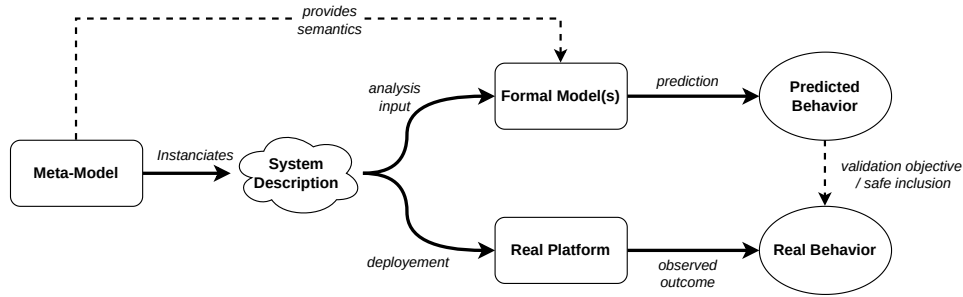 provides
semantics
analysis
input
Formal Model(s)
prediction
Predicted
Behavior
Meta-Model
Instanciates
System
Description
validation objective
/ safe inclusion
deployement
Real Platform
observed
outcome
Real Behavior